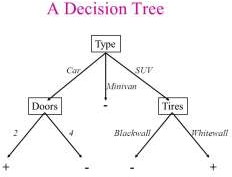 A Decision Tree
Type
Car
Minivan
SUV
Doors
-
Tires
2
4
Blackwall
Whitewall
+
-
-
+